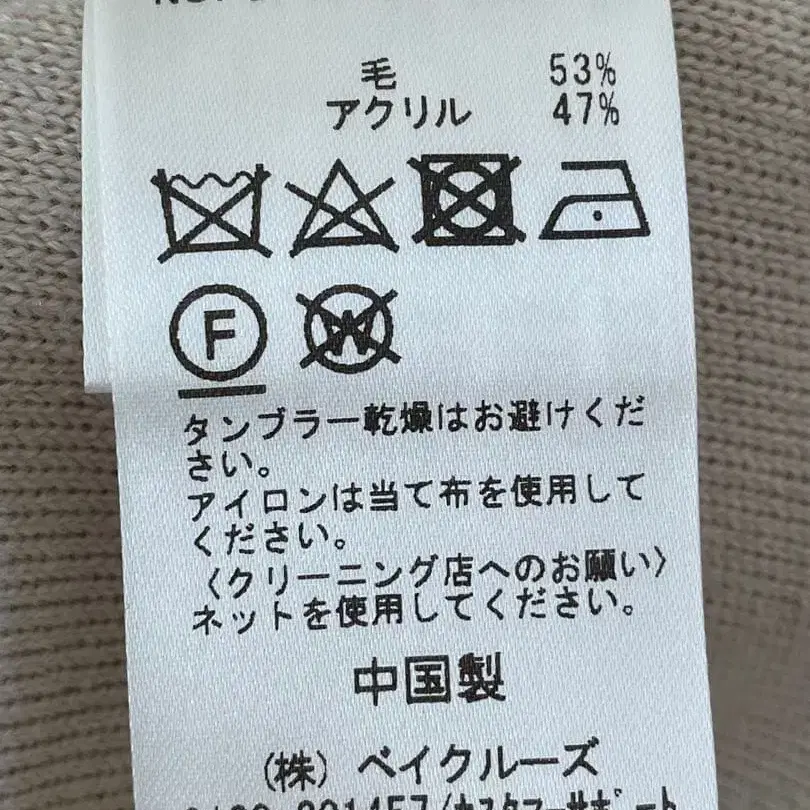 毛 53%
アクリル 47%
F
W
タンブラー乾燥はお避けくだ
さい。
アイロンは当て布を使用して
ください。
〈クリーニング店へのお願い〉
ネットを使用してください。
中国製
(株) ベイクルーズ